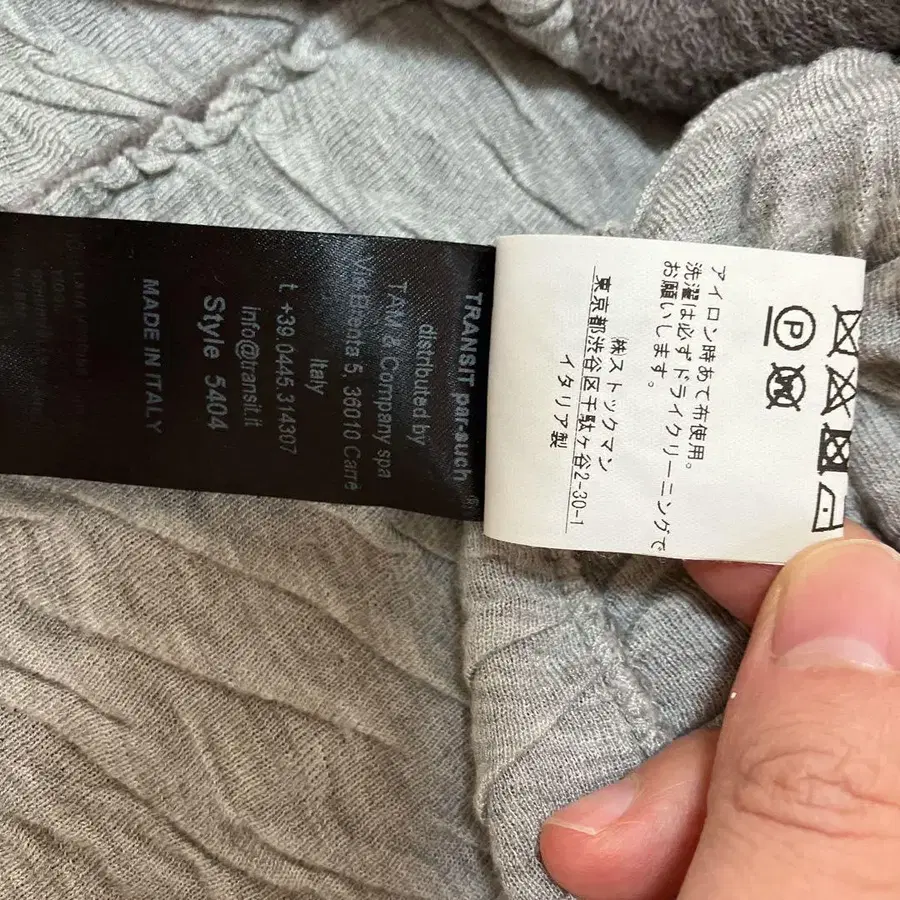 TRANSIT par-such®
distributed by
TAM & Company spa
Via Brenta 5, 36010 Carrè
Italy
t. +39.0445.314307
info@transit.it
Style 5404
MADE IN ITALY
P
アイロン時あて布使用。
洗濯は必ずドライクリーニングで
お願いします。
㈱ストックマン
東京都渋谷区千駄ヶ谷2-30-1
イタリア製